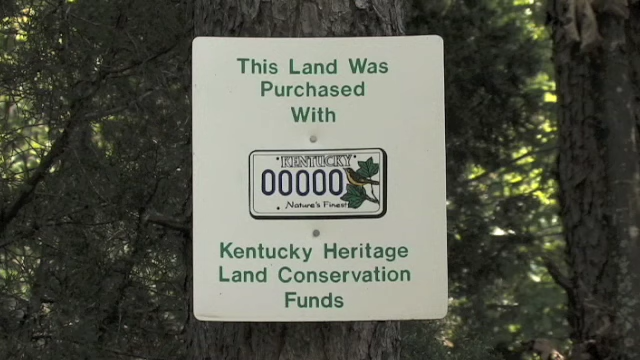 This Land Was
Purchased
With
KENTUCKY
00000
Nature's Finest
Kentucky Heritage
Land Conservation
Funds